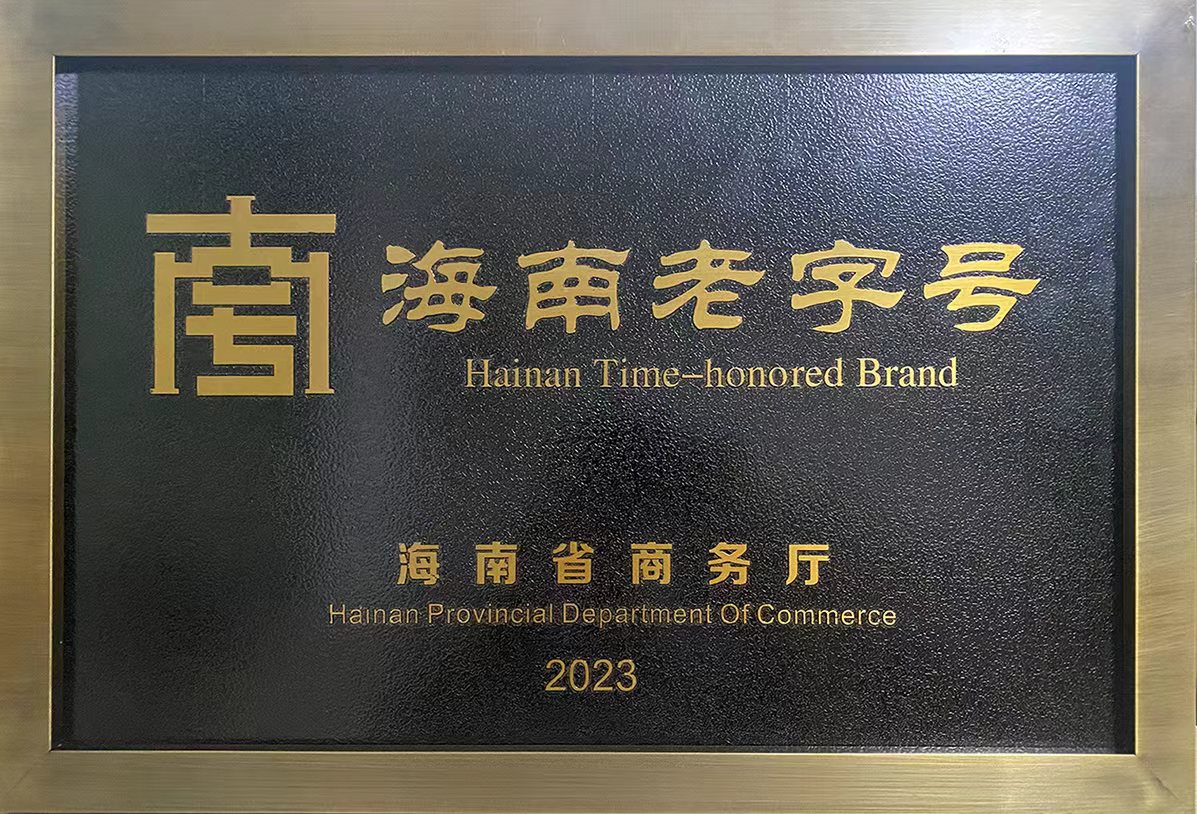 海南老字号
Hainan Time-honored Brand
海南省商务厅
Hainan Provincial Department Of Commerce
2023